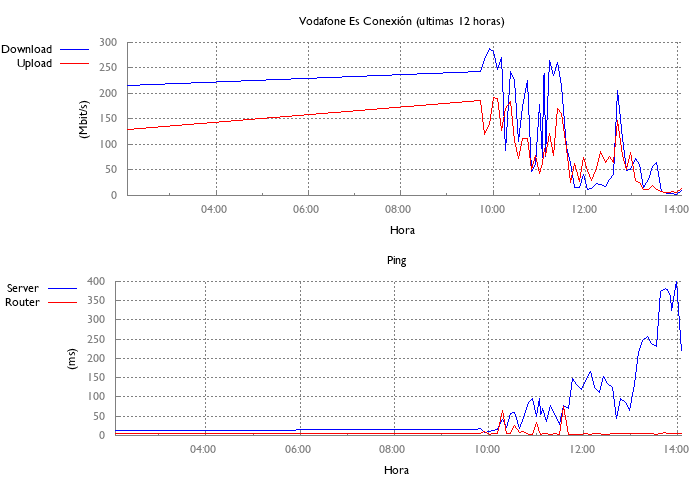 Vodafone Es Conexión (ultimas 12 horas)
Download
Upload
300
250
200
150
100
50
0
(Mbit/s)
04:00 06:00 08:00 10:00 12:00 14:00
Hora
Ping
Server
Router
400
350
300
250
200
150
100
50
0
(ms)
04:00 06:00 08:00 10:00 12:00 14:00
Hora